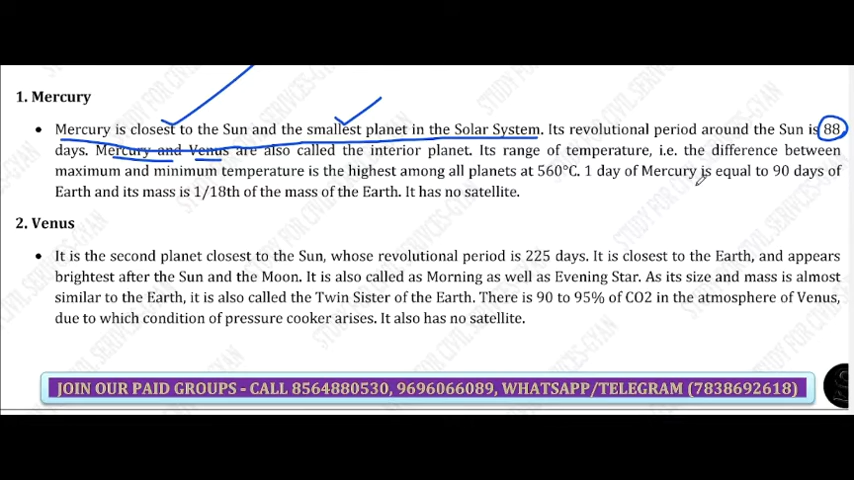 1. Mercury
• Mercury is closest to the Sun and the smallest planet in the Solar System. Its revolutional period around the Sun is 88
days. Mercury and Venus are also called the interior planet. Its range of temperature, i.e. the difference between
maximum and minimum temperature is the highest among all planets at 560°C. 1 day of Mercury is equal to 90 days of
Earth and its mass is 1/18th of the mass of the Earth. It has no satellite.
2. Venus
• It is the second planet closest to the Sun, whose revolutional period is 225 days. It is closest to the Earth, and appears
brightest after the Sun and the Moon. It is also called as Morning as well as Evening Star. As its size and mass is almost
similar to the Earth, it is also called the Twin Sister of the Earth. There is 90 to 95% of CO2 in the atmosphere of Venus,
due to which condition of pressure cooker arises. It also has no satellite.
JOIN OUR PAID GROUPS - CALL 8564880530, 9696066089, WHATSAPP/TELEGRAM (7838692618)